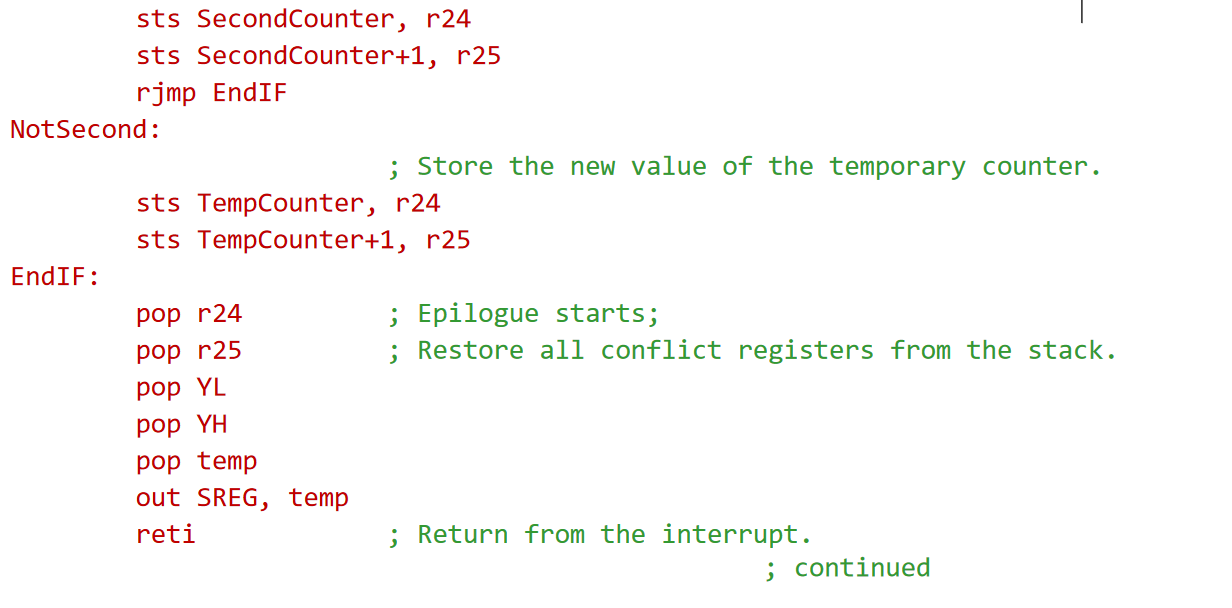 sts SecondCounter, r24
sts SecondCounter+1, r25
rjmp EndIF
NotSecond:
; Store the new value of the temporary counter.
sts TempCounter, r24
sts TempCounter+1, r25
EndIF:
pop r24 ; Epilogue starts;
pop r25 ; Restore all conflict registers from the stack.
pop YL
pop YH
pop temp
out SREG, temp
reti ; Return from the interrupt.
; continued